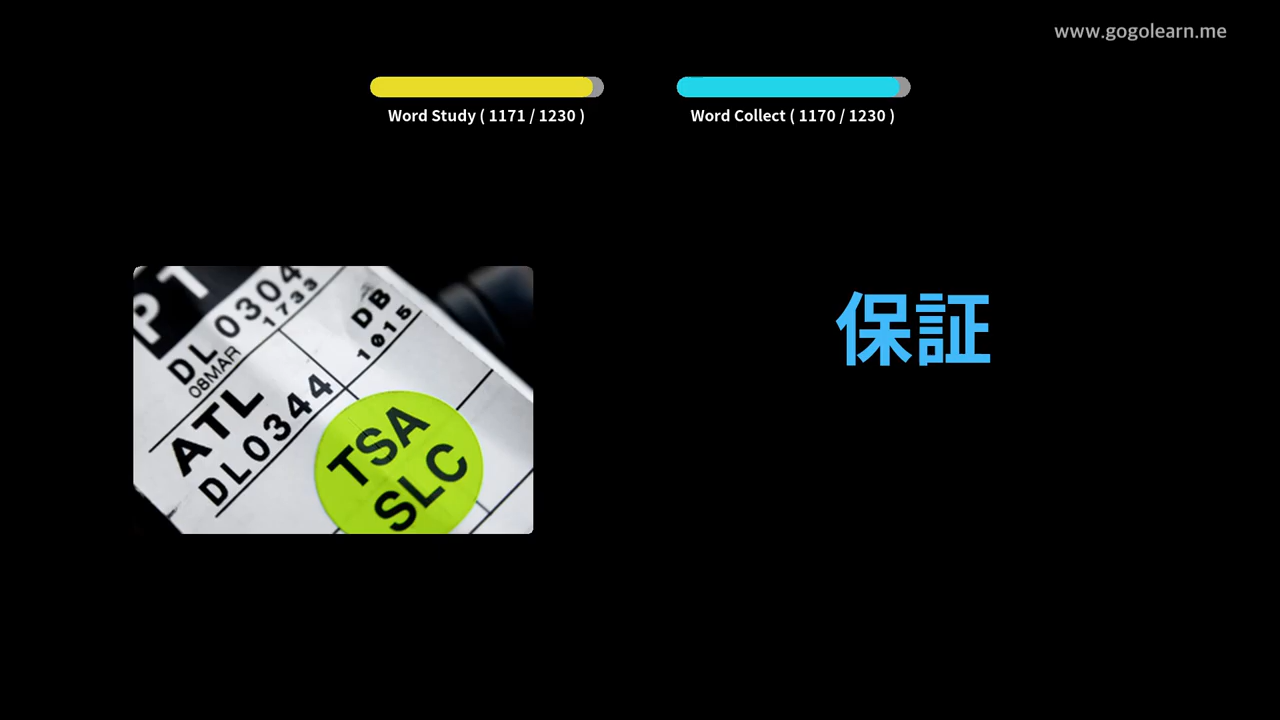 www.gogolearn.me
Word Study ( 1171 / 1230 )
Word Collect ( 1170 / 1230 )
保証
P1
DL0304
1733
08MAR
DB
1015
ATL
DL0344
TSA
SLC